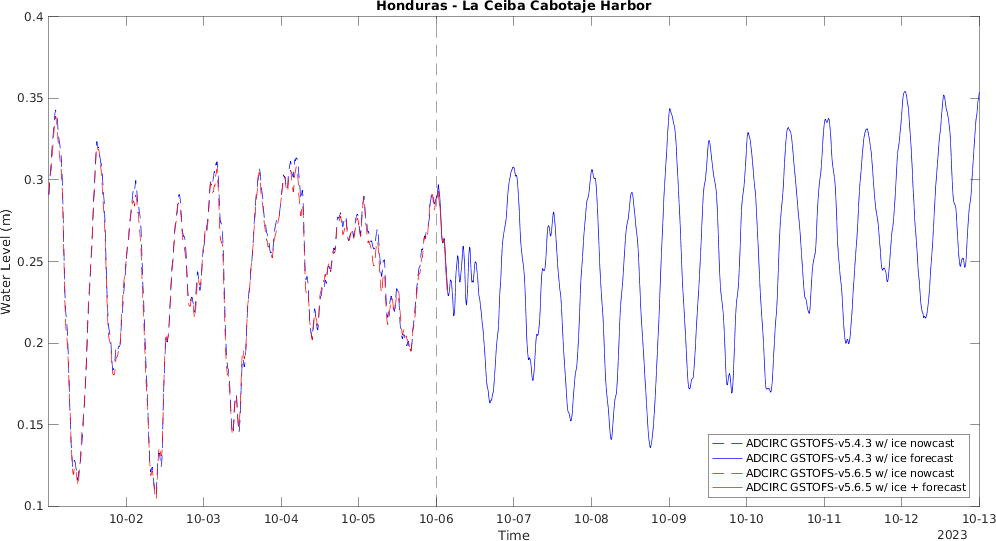 Honduras - La Ceiba Cabotaje Harbor
0.4
0.35
0.3
0.25
0.2
0.15
0.1
Water Level (m)
ADCIRC GSTOFS-v5.4.3 w/ ice nowcast
ADCIRC GSTOFS-v5.4.3 w/ ice forecast
ADCIRC GSTOFS-v5.6.5 w/ ice nowcast
ADCIRC GSTOFS-v5.6.5 w/ ice + forecast
10-02 10-03 10-04 10-05 10-06 10-07 10-08 10-09 10-10 10-11 10-12 10-13
Time
2023